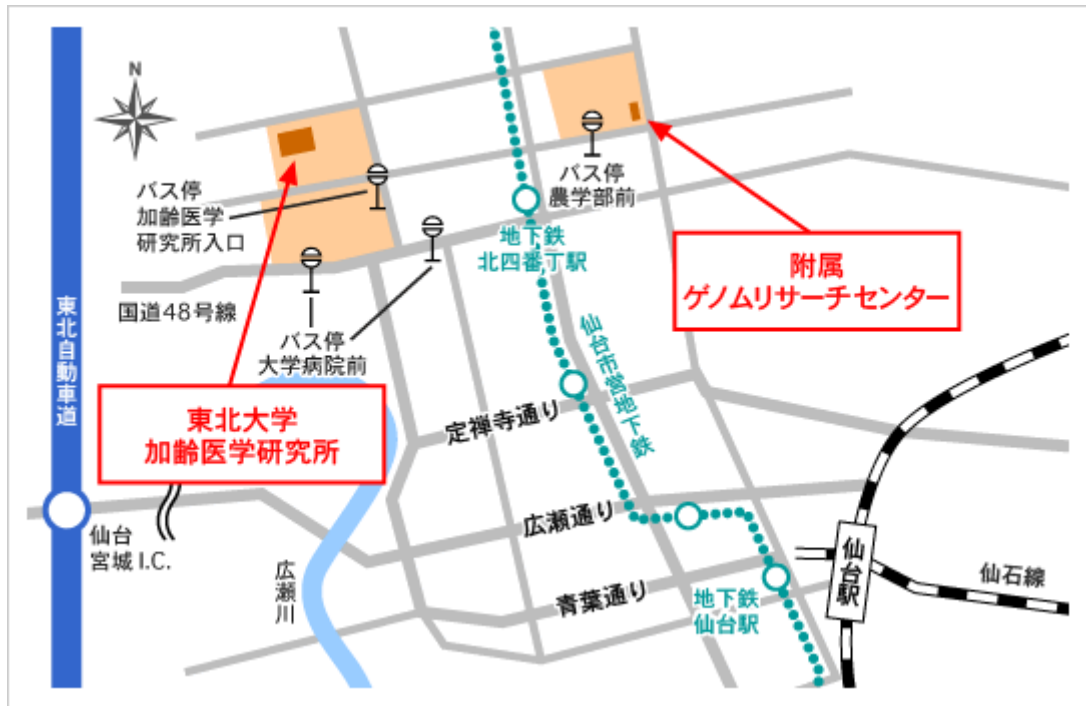 N
バス停
加齢医学
研究所入口
バス停
農学部前
地下鉄
北四番丁駅
附属
ゲノムリサーチセンター
国道48号線
バス停
大学病院前
東北自動車道
仙台市営地下鉄
東北大学
加齢医学研究所
定禅寺通り
仙台
宮城I.C.
広瀬川
広瀬通り
青葉通り
地下鉄
仙台駅
仙台駅
仙石線